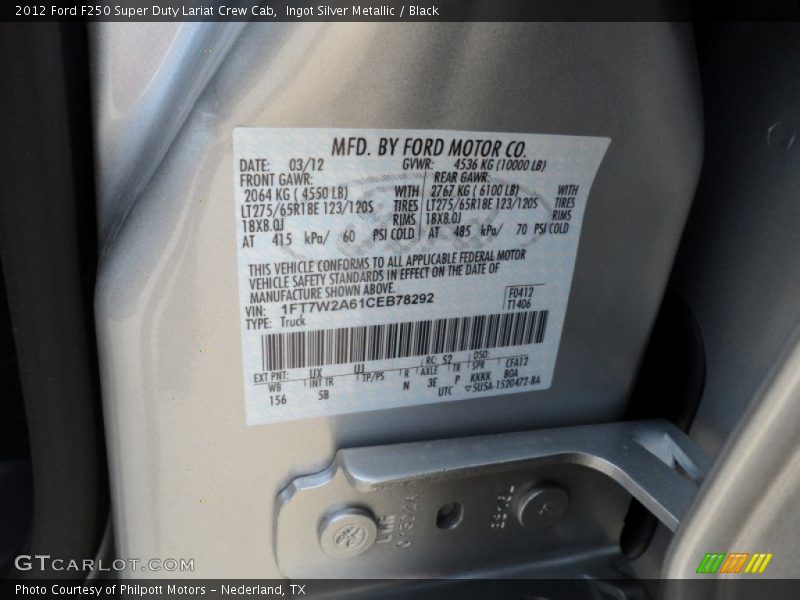 2012 Ford F250 Super Duty Lariat Crew Cab,  Ingot Silver Metallic / Black
MFD. BY FORD MOTOR CO.
DATE: 03/12 GVWR: 4536 KG (10000 LB)
FRONT GAWR: REAR GAWR:
2064 KG ( 4550 LB) WITH 2767 KG ( 6100 LB) WITH
LT275/65R18E 123/120S TIRES LT275/65R18E 123/120S TIRES
18X8.0J RIMS 18X8.0J RIMS
AT 415 kPa/ 60 PSI COLD AT 485 kPa/ 70 PSI COLD
THIS VEHICLE CONFORMS TO ALL APPLICABLE FEDERAL MOTOR
VEHICLE SAFETY STANDARDS IN EFFECT ON THE DATE OF
MANUFACTURE SHOWN ABOVE.
VIN: 1FT7W2A61CEB78292 F0412
TYPE: Truck T1406
EXT PNT: UX UJ RC: 52 DSO:
WB INT TR TP/PS R AXLE TR SPR CFA12
156 5B N 3E P KKKK BOA
UTC ▽5U5A-1520472-BA
GTCARLOT.COM
Photo Courtesy of Philpott Motors - Nederland, TX